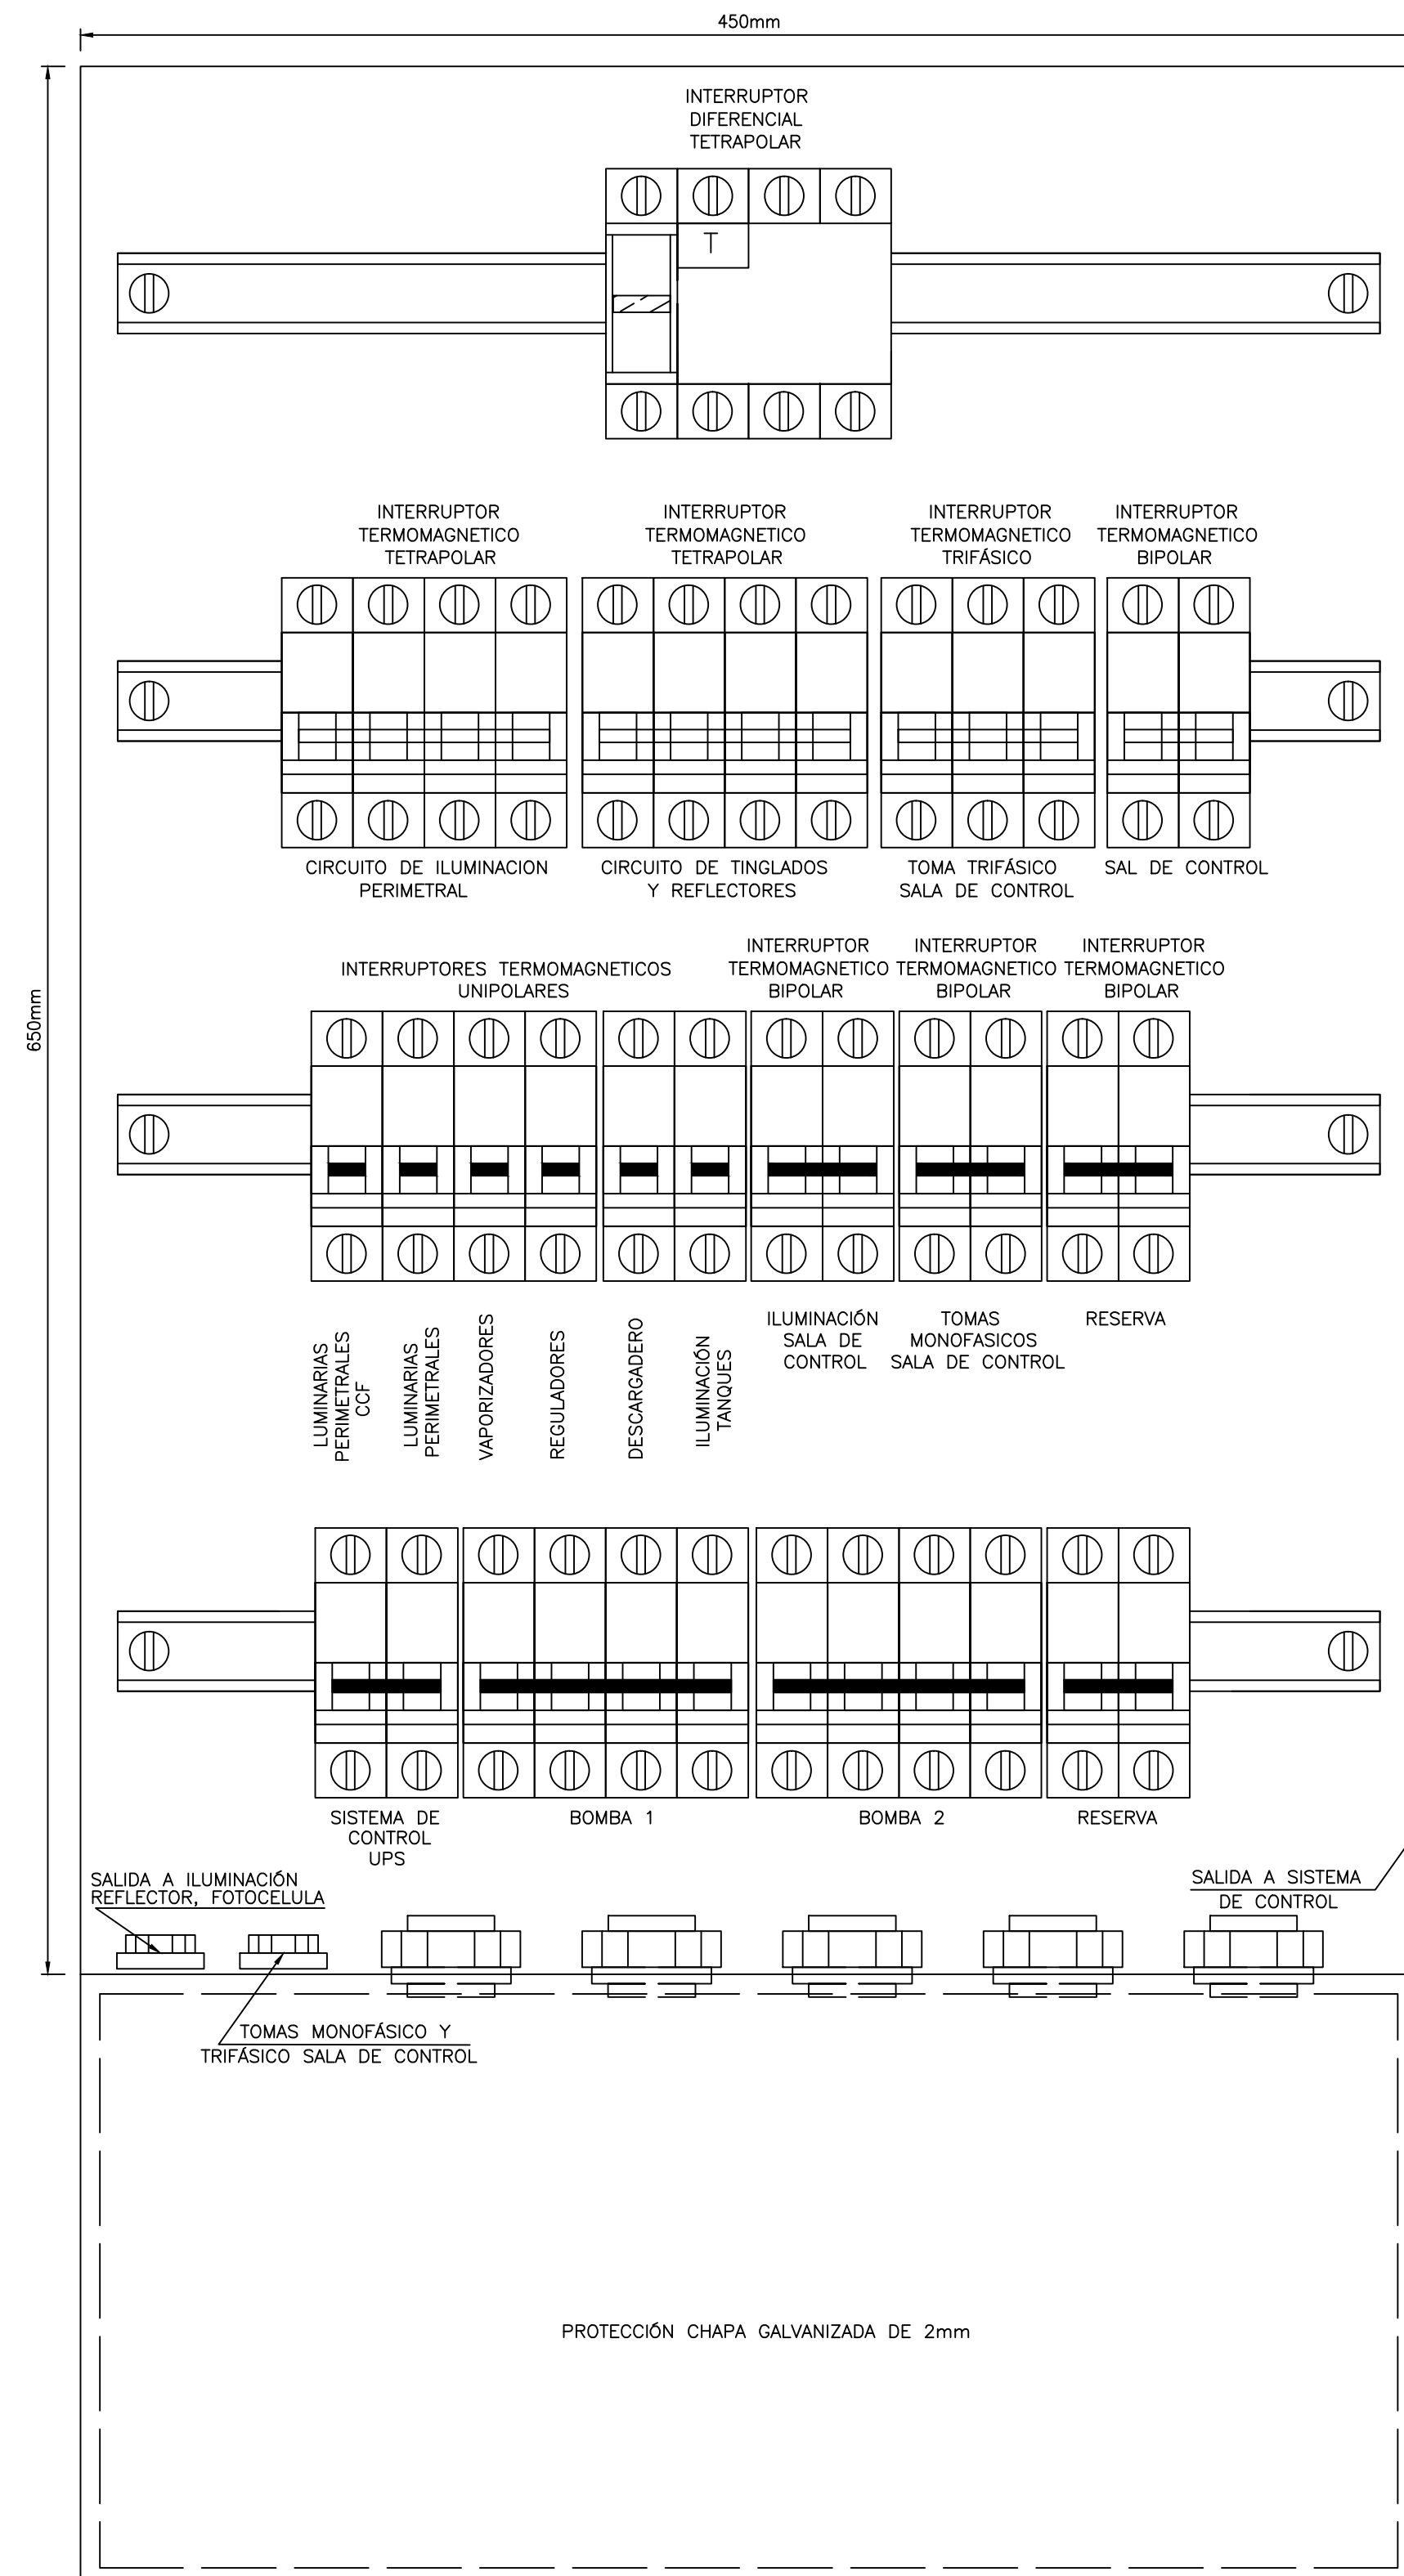 450mm
INTERRUPTOR
DIFERENCIAL
TETRAPOLAR
T
INTERRUPTOR
TERMOMAGNETICO
TETRAPOLAR
INTERRUPTOR
TERMOMAGNETICO
TETRAPOLAR
INTERRUPTOR
TERMOMAGNETICO
TRIFÁSICO
INTERRUPTOR
TERMOMAGNETICO
BIPOLAR
CIRCUITO DE ILUMINACION
PERIMETRAL
CIRCUITO DE TINGLADOS
Y REFLECTORES
TOMA TRIFÁSICO
SALA DE CONTROL
SAL DE CONTROL
650mm
INTERRUPTORES TERMOMAGNETICOS
UNIPOLARES
INTERRUPTOR
TERMOMAGNETICO
BIPOLAR
INTERRUPTOR
TERMOMAGNETICO
BIPOLAR
INTERRUPTOR
TERMOMAGNETICO
BIPOLAR
LUMINARIAS
PERIMETRALES
CCF
LUMINARIAS
PERIMETRALES
VAPORIZADORES
REGULADORES
DESCARGADERO
ILUMINACIÓN
TANQUES
ILUMINACIÓN
SALA DE
CONTROL
TOMAS
MONOFASICOS
SALA DE CONTROL
RESERVA
SISTEMA DE
CONTROL
UPS
BOMBA 1
BOMBA 2
RESERVA
SALIDA A ILUMINACIÓN
REFLECTOR, FOTOCELULA
SALIDA A SISTEMA
DE CONTROL
TOMAS MONOFÁSICO Y
TRIFÁSICO SALA DE CONTROL
PROTECCIÓN CHAPA GALVANIZADA DE 2mm